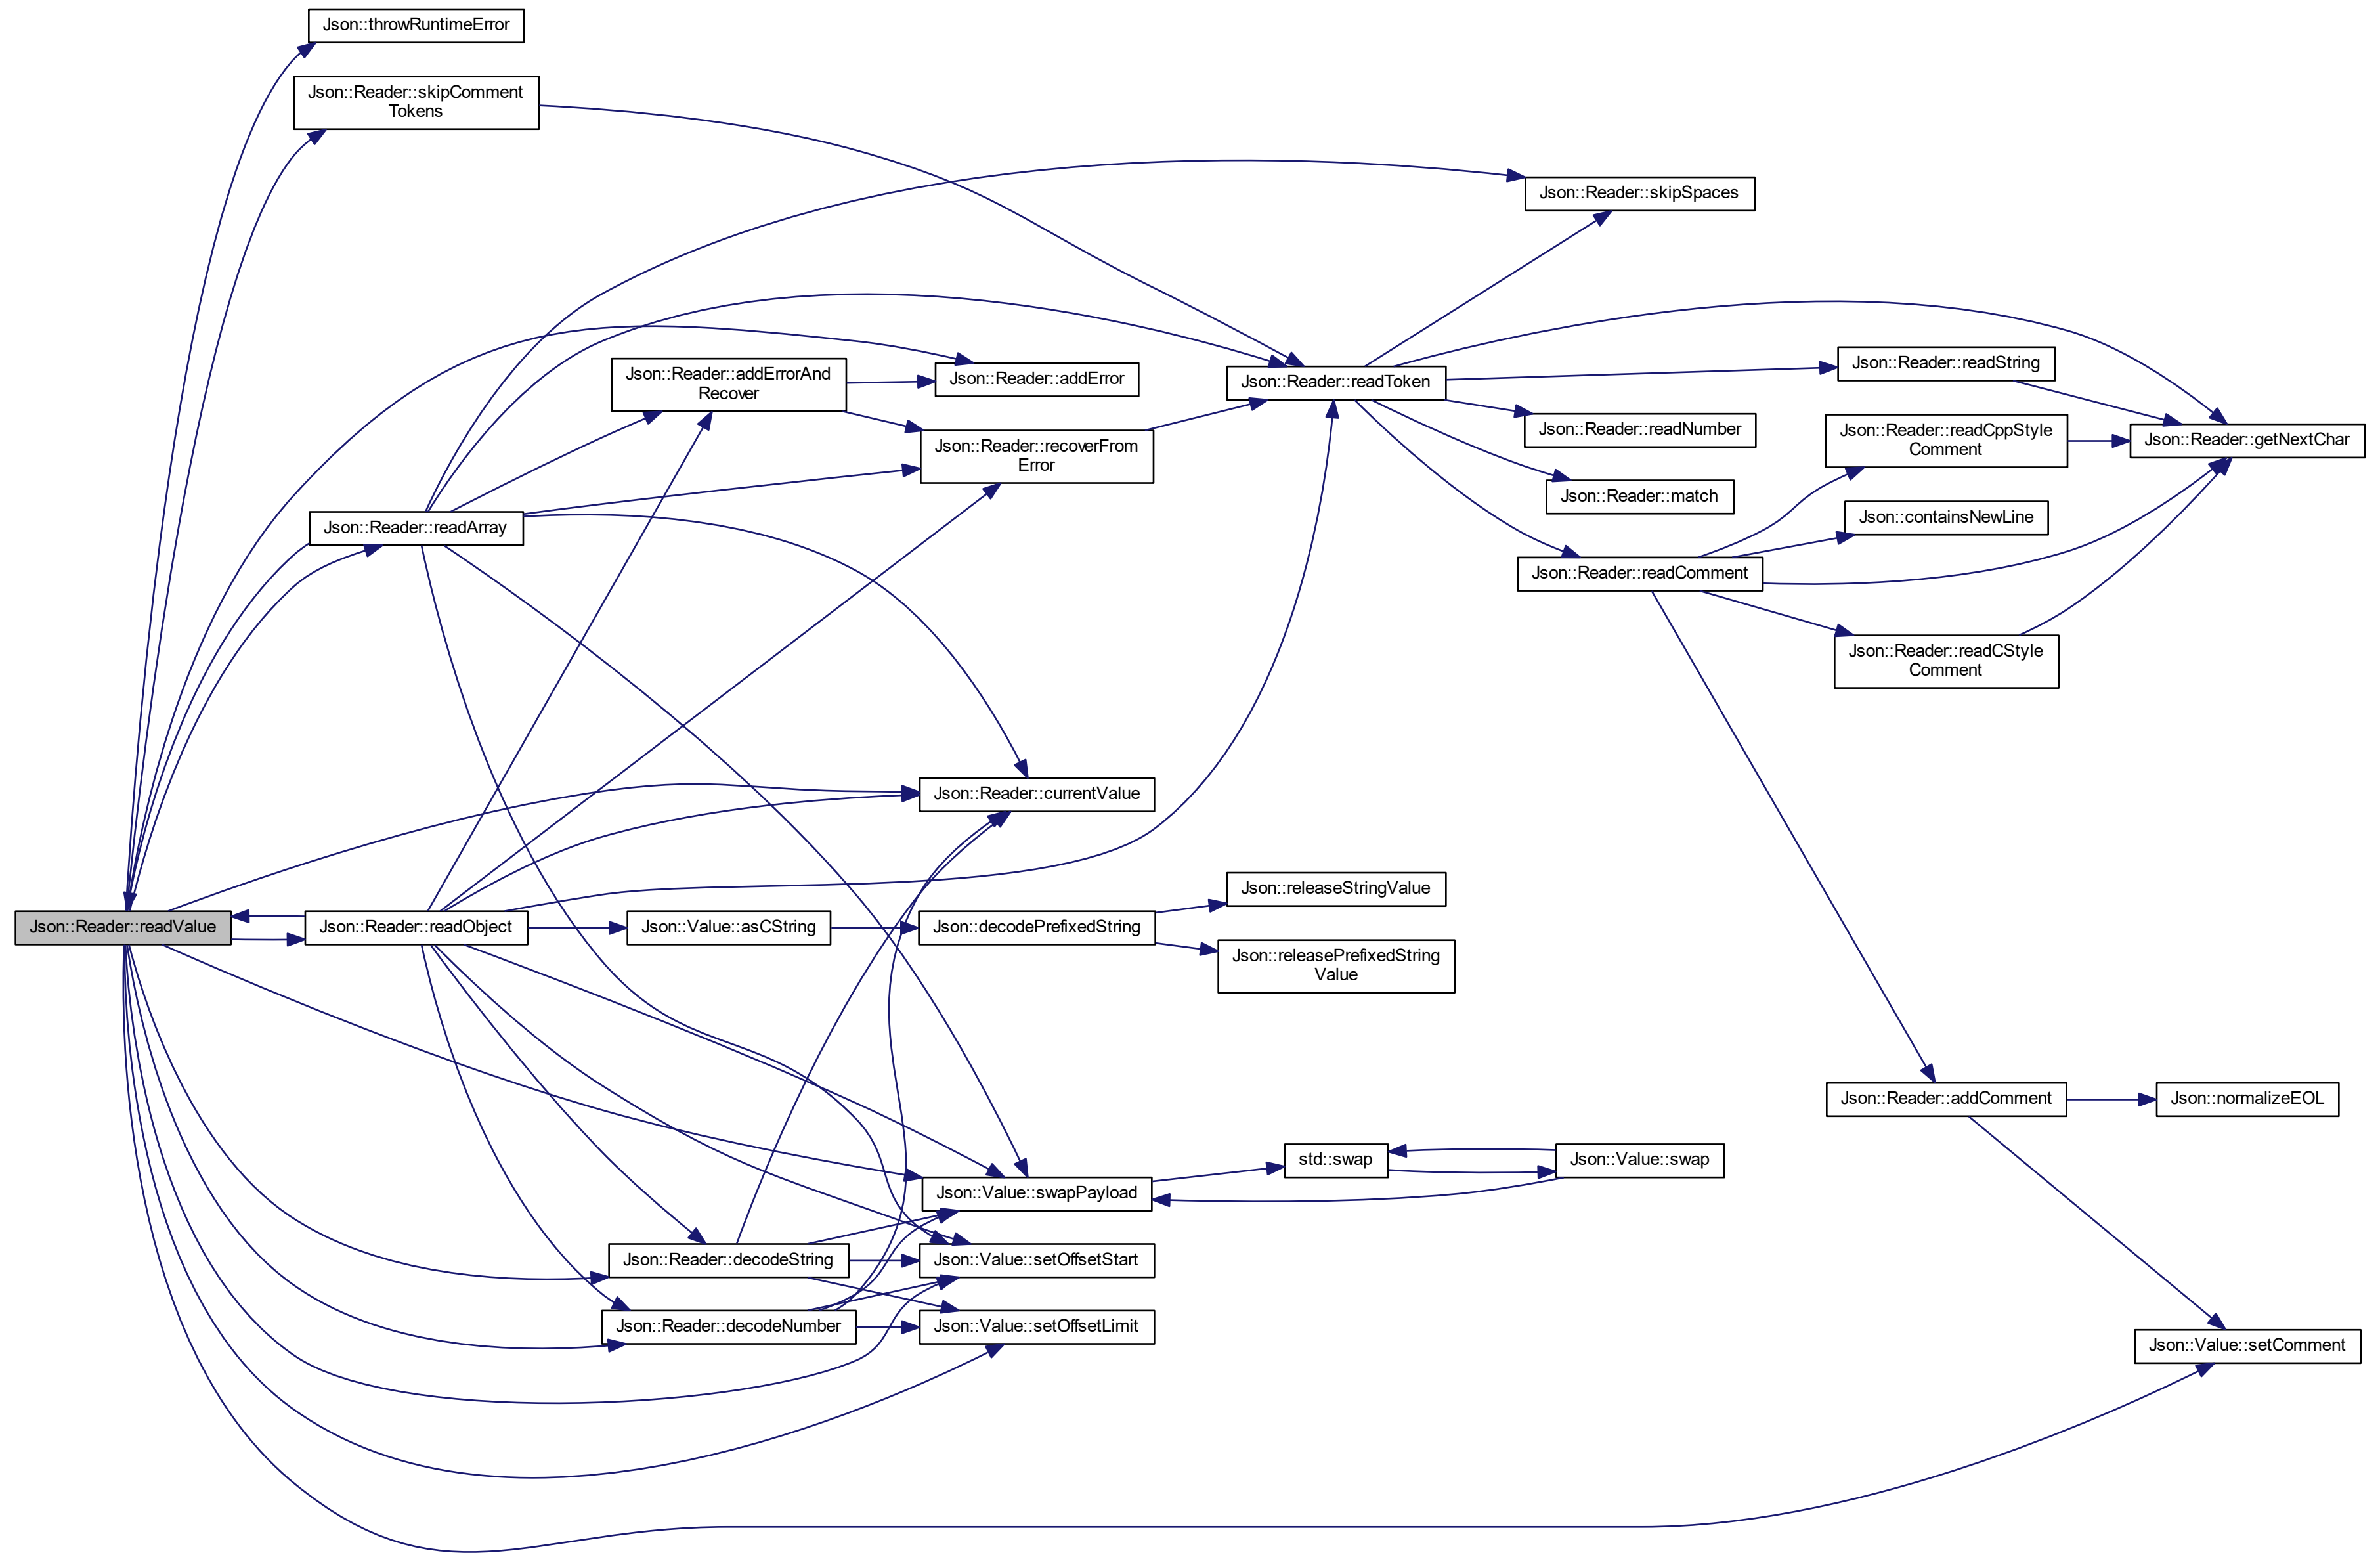 Json::throwRuntimeError
Json::Reader::skipComment
Tokens
Json::Reader::skipSpaces
Json::Reader::addErrorAnd
Recover
Json::Reader::addError
Json::Reader::readToken
Json::Reader::readString
Json::Reader::readNumber
Json::Reader::recoverFrom
Error
Json::Reader::readCppStyle
Comment
Json::Reader::getNextChar
Json::Reader::match
Json::Reader::readArray
Json::containsNewLine
Json::Reader::readComment
Json::Reader::readCStyle
Comment
Json::Reader::currentValue
Json::releaseStringValue
Json::Reader::readValue
Json::Reader::readObject
Json::Value::asCString
Json::decodePrefixedString
Json::releasePrefixedString
Value
Json::Reader::addComment
Json::normalizeEOL
std::swap
Json::Value::swap
Json::Value::swapPayload
Json::Reader::decodeString
Json::Value::setOffsetStart
Json::Reader::decodeNumber
Json::Value::setOffsetLimit
Json::Value::setComment